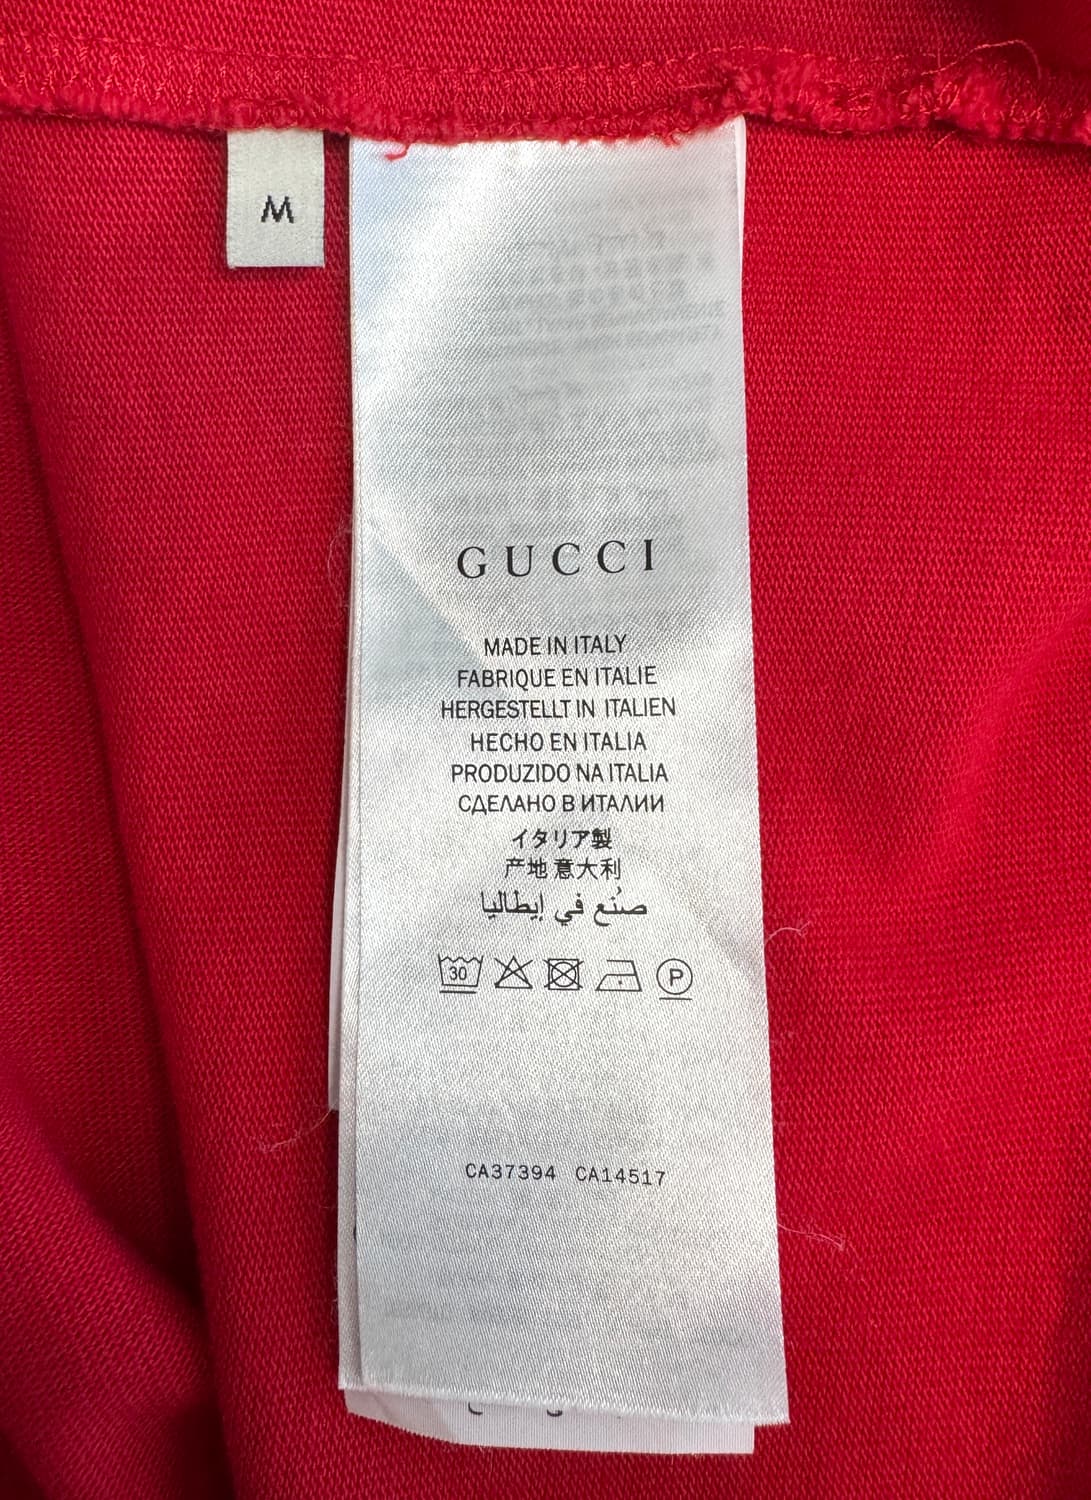 M
GUCCI
MADE IN ITALY
FABRIQUE EN ITALIE
HERGESTELLT IN ITALIEN
HECHO EN ITALIA
PRODUZIDO NA ITALIA
СДЕЛАНО В ИТАЛИИ
イタリア製
产地意大利
صُنع في إيطاليا
30 P
CA37394 CA14517